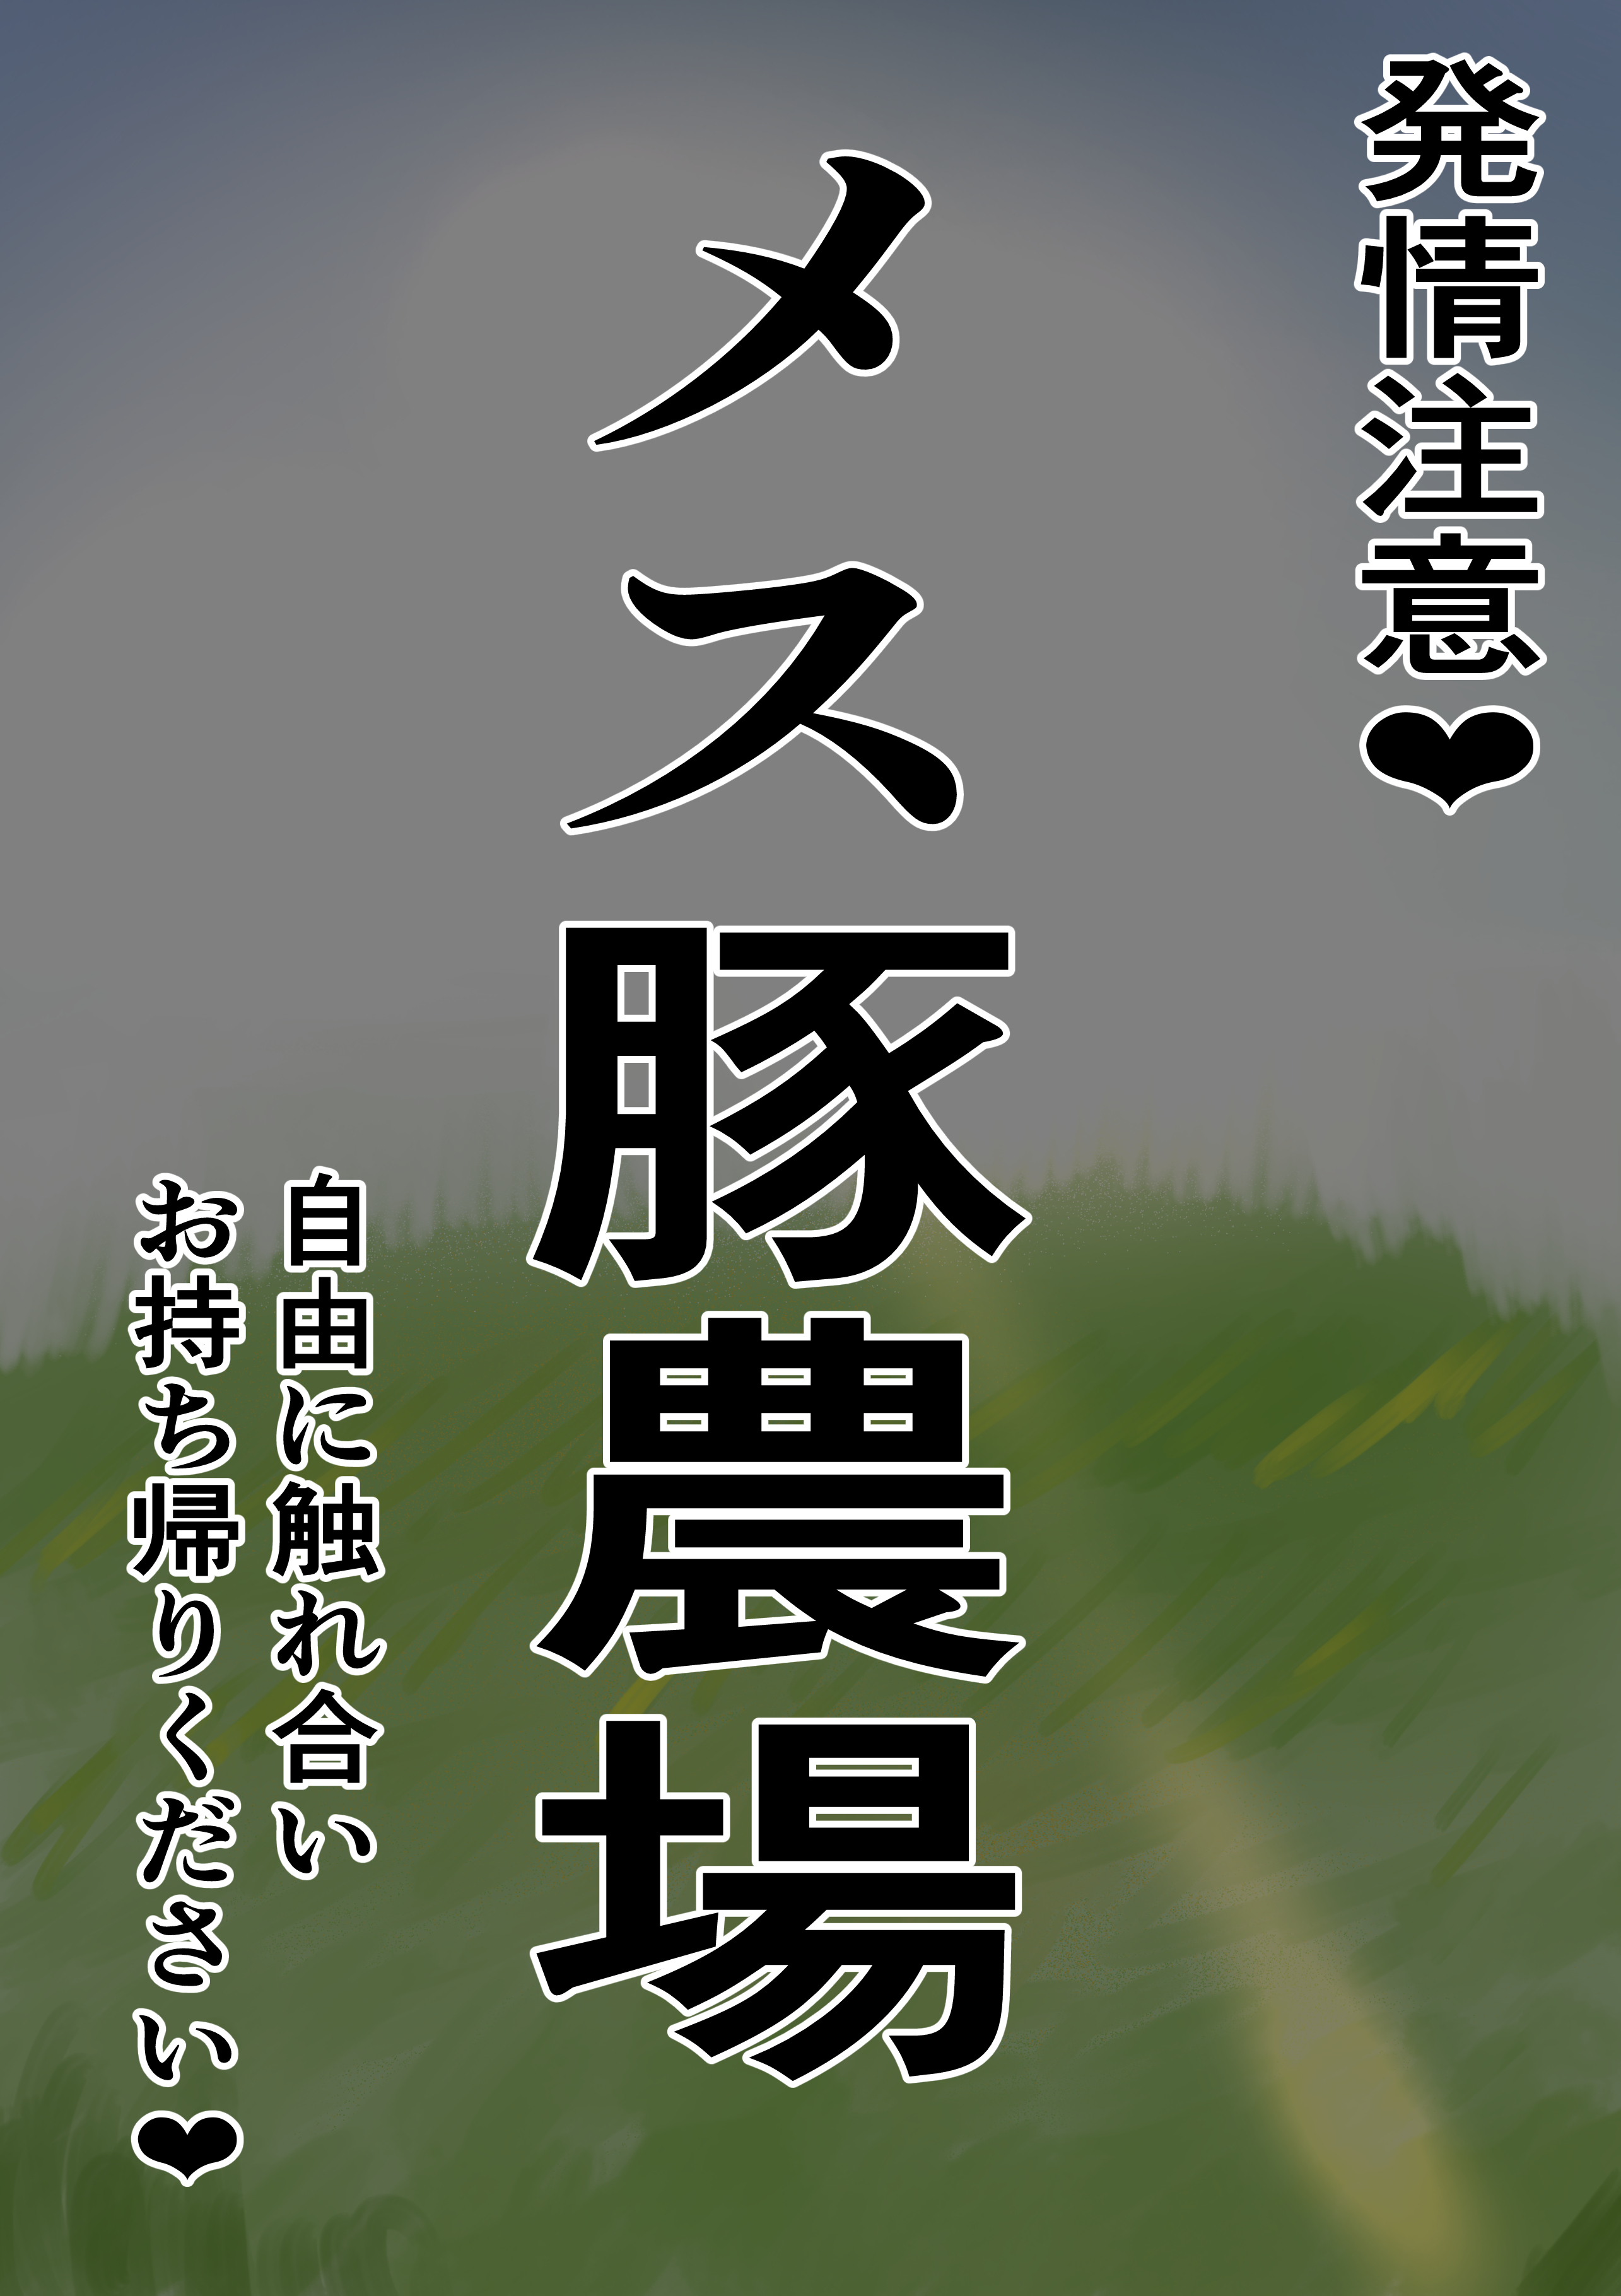 発情注意❤
メス豚農場
自由に触れ合い
お持ち帰りください❤